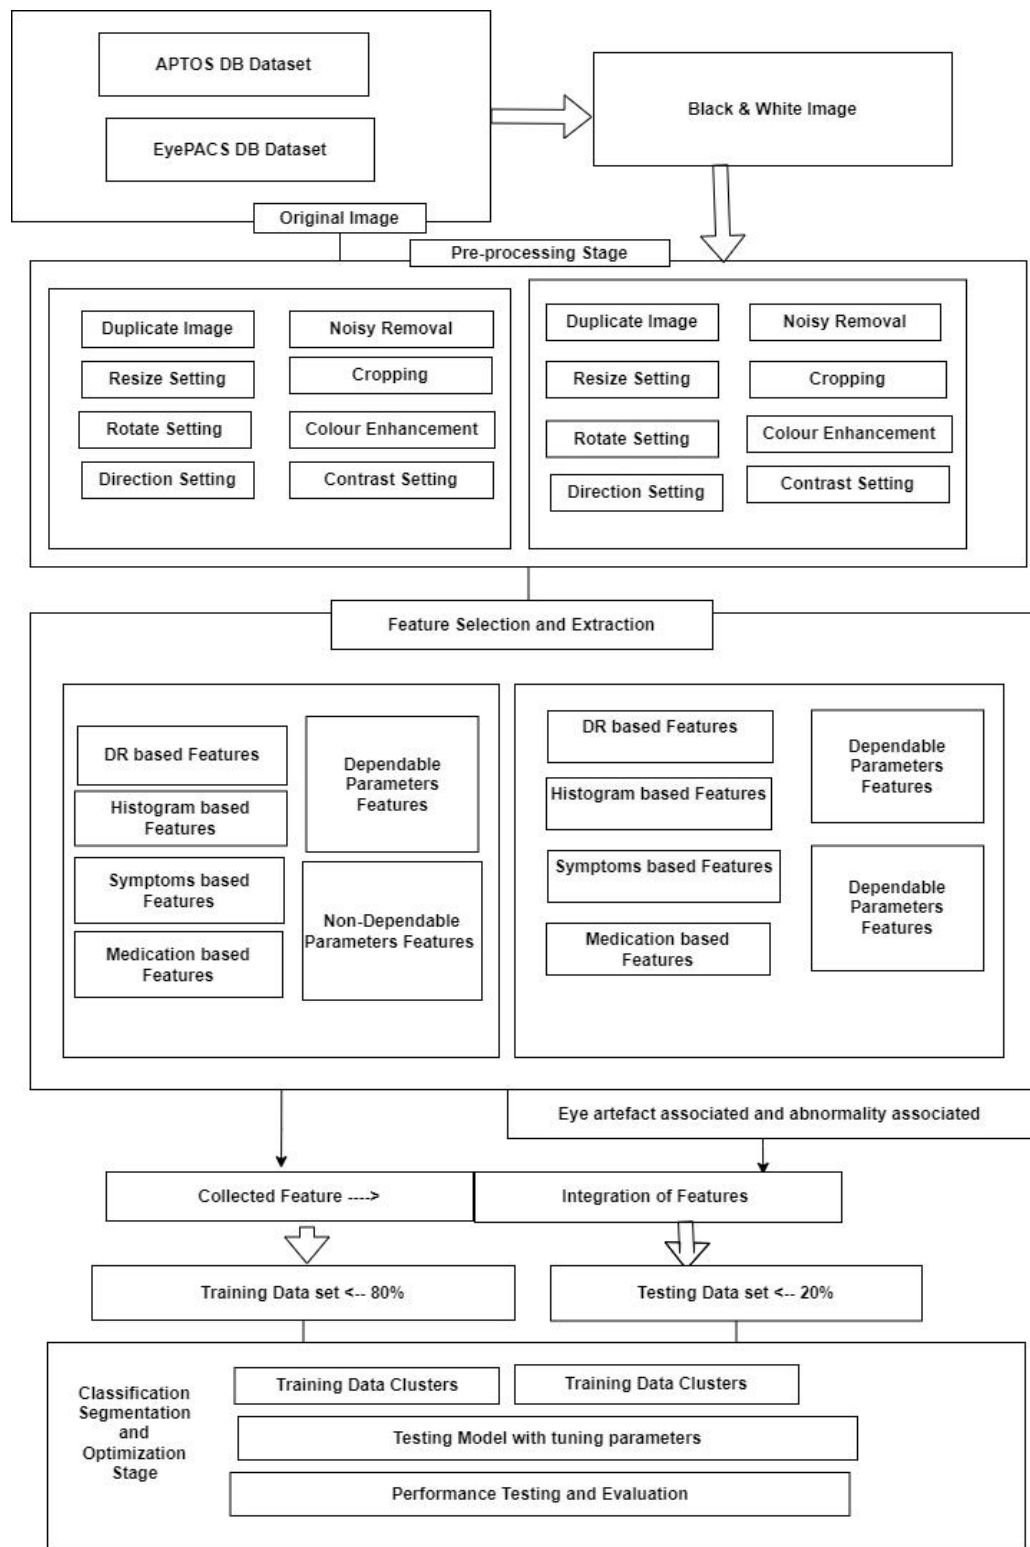 APTOS DB Dataset
EyePACS DB Dataset
Original Image
Black & White Image
Pre-processing Stage
Duplicate Image
Noisy Removal
Resize Setting
Cropping
Rotate Setting
Colour Enhancement
Direction Setting
Contrast Setting
Duplicate Image
Noisy Removal
Resize Setting
Cropping
Rotate Setting
Colour Enhancement
Direction Setting
Contrast Setting
Feature Selection and Extraction
DR based Features
Histogram based
Features
Symptoms based
Features
Medication based
Features
Dependable
Parameters
Features
Non-Dependable
Parameters Features
DR based Features
Histogram based Features
Symptoms based Features
Medication based
Features
Dependable
Parameters
Features
Dependable
Parameters
Features
Eye artefact associated and abnormality associated
Collected Feature ---->
Integration of Features
Training Data set <-- 80%
Testing Data set <-- 20%
Classification
Segmentation
and
Optimization
Stage
Training Data Clusters
Training Data Clusters
Testing Model with tuning parameters
Performance Testing and Evaluation